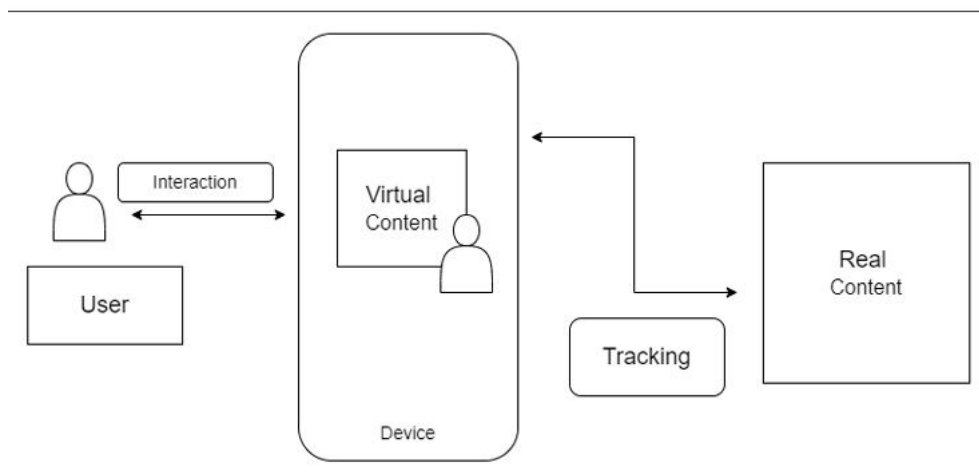 Interaction
User
Virtual
Content
Device
Tracking
Real
Content